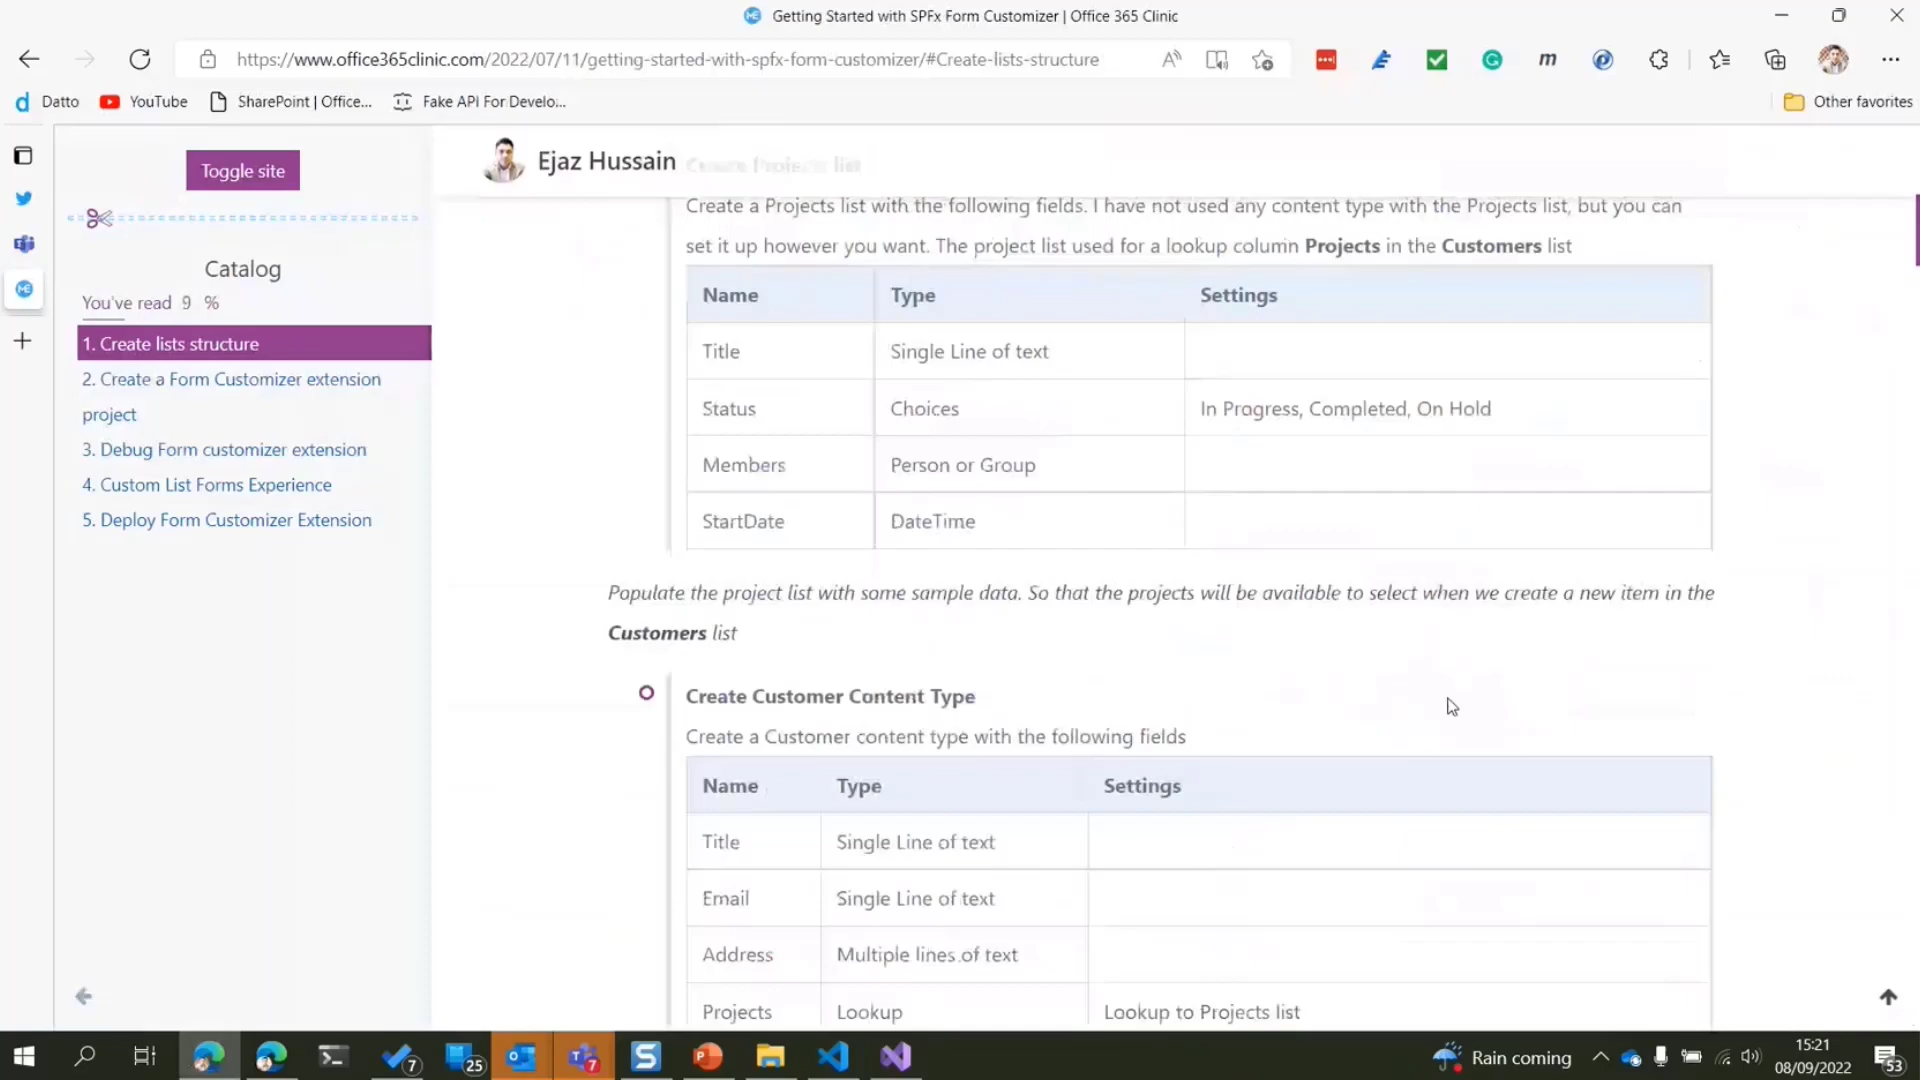 Getting Started with SPFx Form Customizer | Office 365 Clinic
https://www.office365clinic.com/2022/07/11/getting-started-with-spfx-form-customizer/#Create-lists-structure
Datto
YouTube
SharePoint | Office...
Fake API For Develo...
Other favorites
Toggle site
Catalog
You've read 9 %
1. Create lists structure
2. Create a Form Customizer extension
project
3. Debug Form customizer extension
4. Custom List Forms Experience
5. Deploy Form Customizer Extension
Ejaz Hussain
Create Projects list
Create a Projects list with the following fields. I have not used any content type with the Projects list, but you can
set it up however you want. The project list used for a lookup column Projects in the Customers list
Name Type Settings
Title Single Line of text
Status Choices In Progress, Completed, On Hold
Members Person or Group
StartDate DateTime
Populate the project list with some sample data. So that the projects will be available to select when we create a new item in the
Customers list
Create Customer Content Type
Create a Customer content type with the following fields
Name Type Settings
Title Single Line of text
Email Single Line of text
Address Multiple lines of text
Projects Lookup Lookup to Projects list
7
25
7
Rain coming
15:21
08/09/2022
53